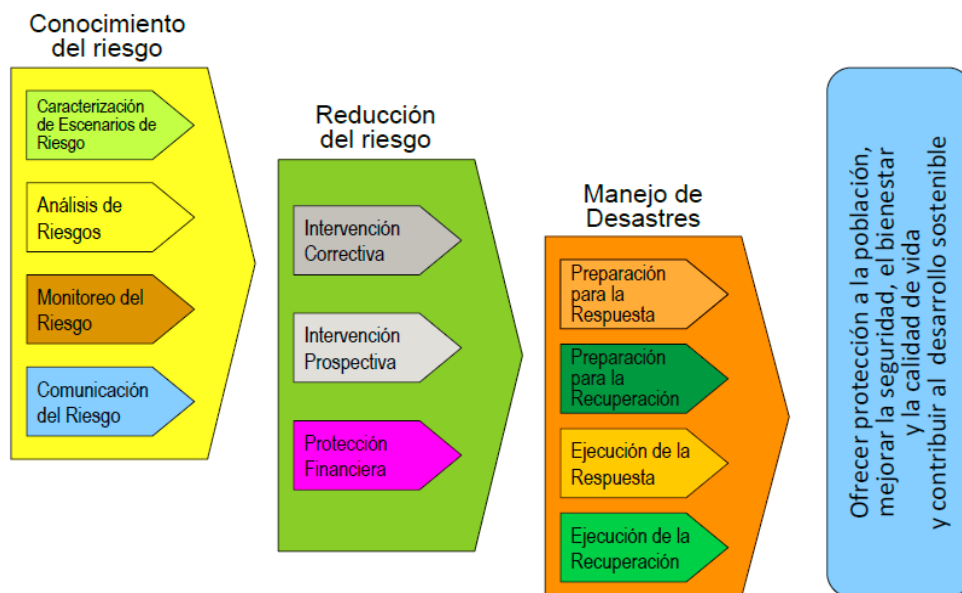 Conocimiento
del riesgo
Caracterización
de Escenarios de
Riesgo
Análisis de
Riesgos
Monitoreo del
Riesgo
Comunicación
del Riesgo
Reducción
del riesgo
Intervención
Correctiva
Intervención
Prospectiva
Protección
Financiera
Manejo de
Desastres
Preparación
para la
Respuesta
Preparación
para la
Recuperación
Ejecución de la
Respuesta
Ejecución de la
Recuperación
Ofrecer protección a la población,
mejorar la seguridad, el bienestar
y la calidad de vida
y contribuir al desarrollo sostenible